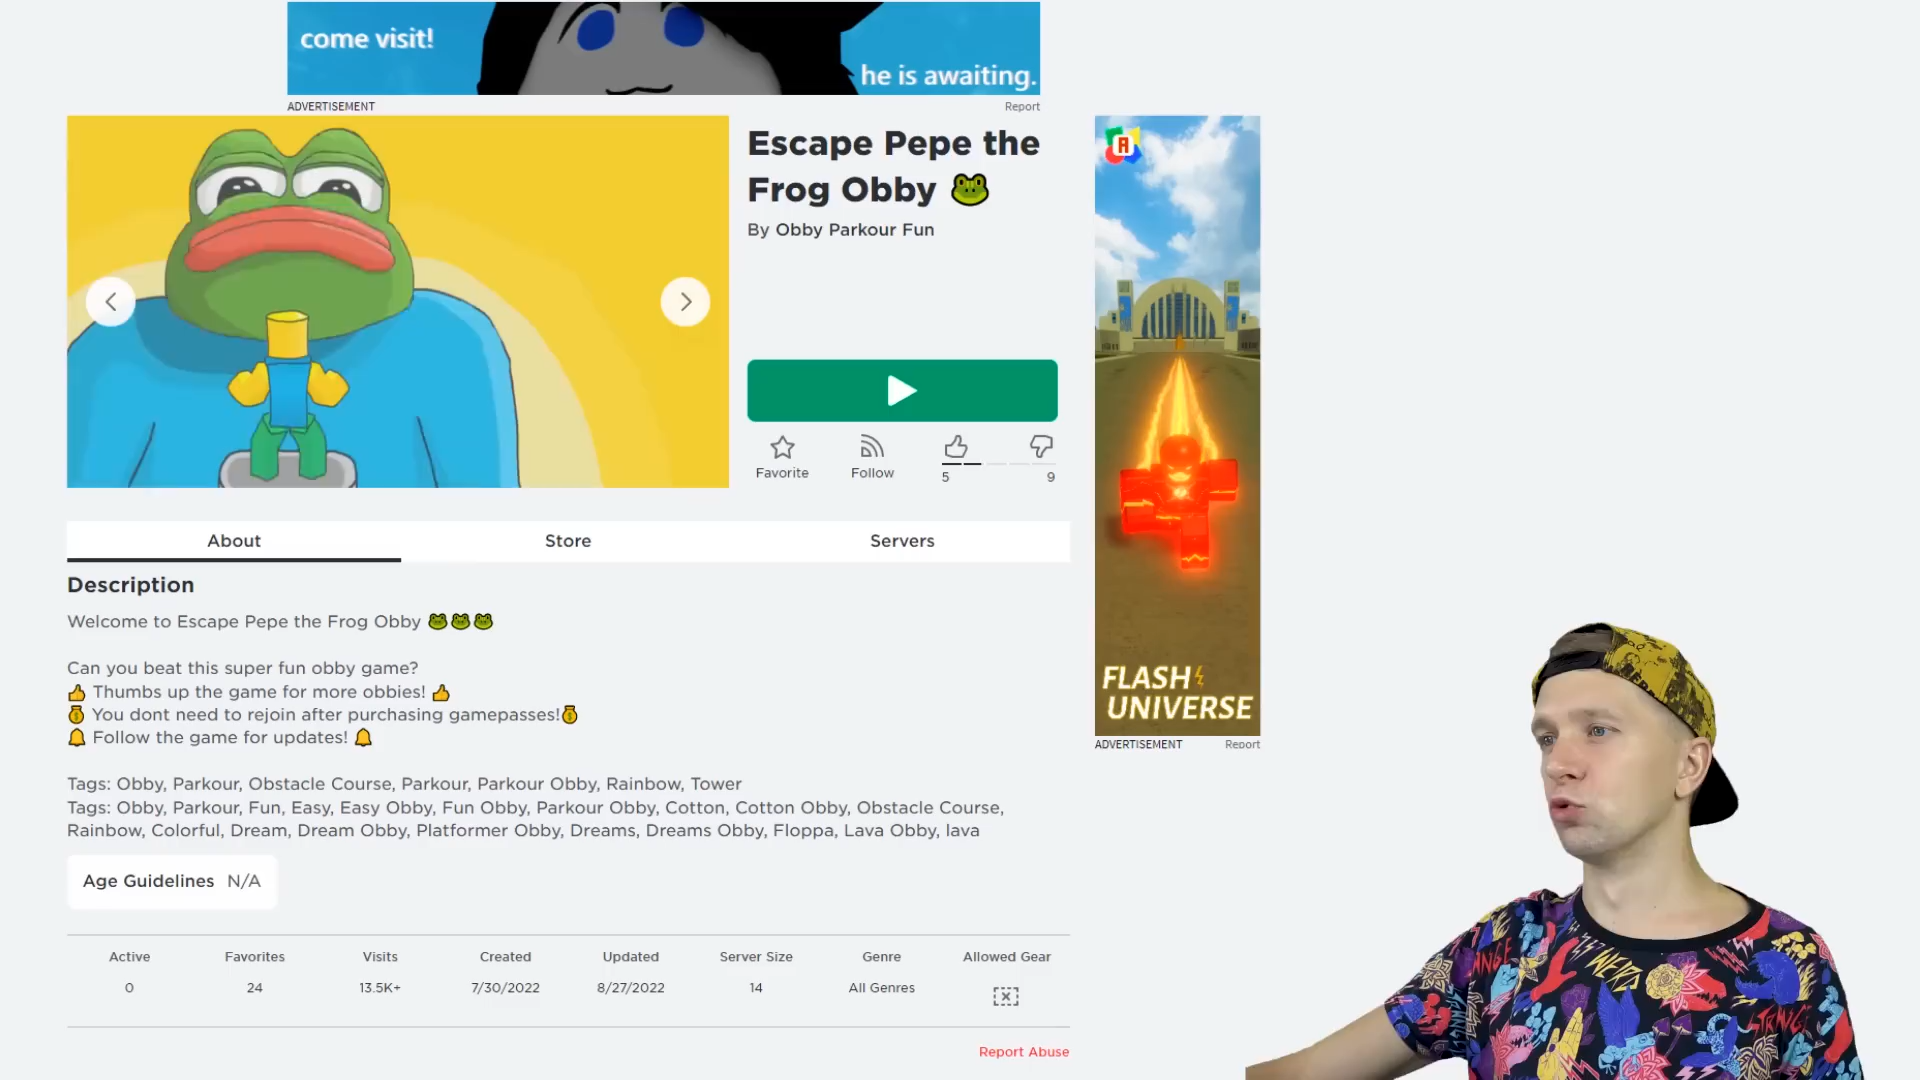 come visit!
he is awaiting.
ADVERTISEMENT
Report
Escape Pepe the
Frog Obby 🐸
By Obby Parkour Fun
Favorite
Follow
5
9
About
Store
Servers
Description
Welcome to Escape Pepe the Frog Obby 🐸🐸🐸
Can you beat this super fun obby game?
👍 Thumbs up the game for more obbies! 👍
💰 You dont need to rejoin after purchasing gamepasses!💰
🔔 Follow the game for updates! 🔔
Tags: Obby, Parkour, Obstacle Course, Parkour, Parkour Obby, Rainbow, Tower
Tags: Obby, Parkour, Fun, Easy, Easy Obby, Fun Obby, Parkour Obby, Cotton, Cotton Obby, Obstacle Course,
Rainbow, Colorful, Dream, Dream Obby, Platformer Obby, Dreams, Dreams Obby, Floppa, Lava Obby, lava
Age Guidelines N/A
Active
Favorites
Visits
Created
Updated
Server Size
Genre
Allowed Gear
0
24
13.5K+
7/30/2022
8/27/2022
14
All Genres
Report Abuse
A
FLASH
UNIVERSE
ADVERTISEMENT
Report
WEIRD